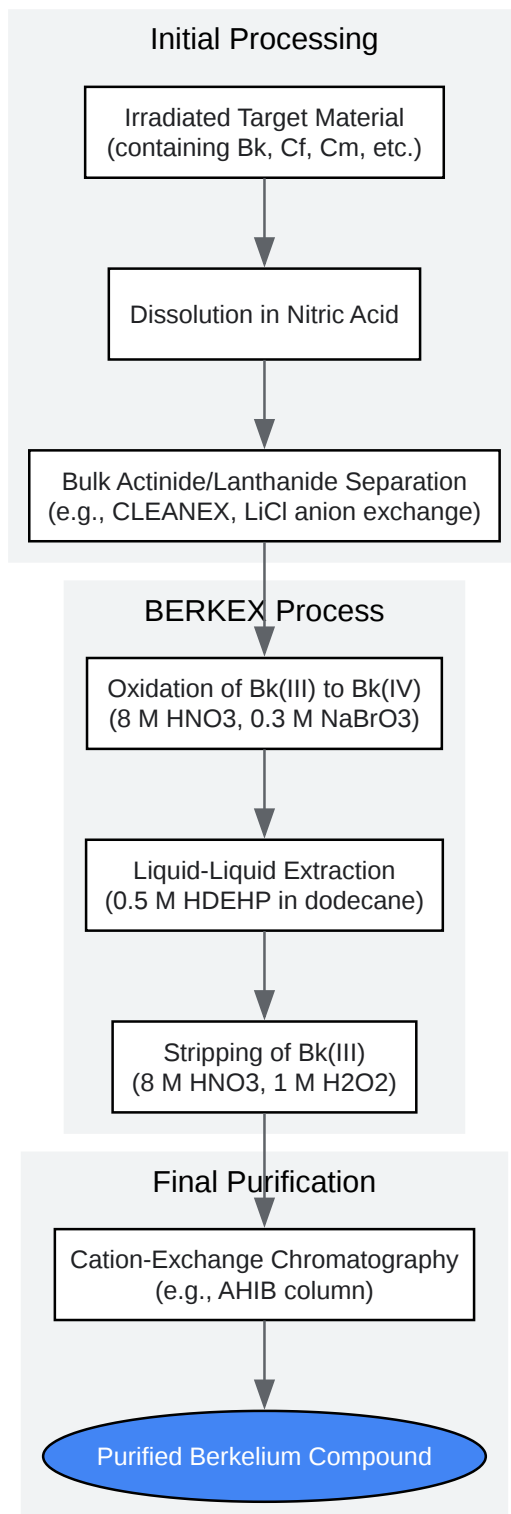 Initial Processing
Irradiated Target Material
(containing Bk, Cf, Cm, etc.)
Dissolution in Nitric Acid
Bulk Actinide/Lanthanide Separation
(e.g., CLEANEX, LiCl anion exchange)
BERKEX Process
Oxidation of Bk(III) to Bk(IV)
(8 M HNO3, 0.3 M NaBrO3)
Liquid-Liquid Extraction
(0.5 M HDEHP in dodecane)
Stripping of Bk(III)
(8 M HNO3, 1 M H2O2)
Final Purification
Cation-Exchange Chromatography
(e.g., AHIB column)
Purified Berkelium Compound